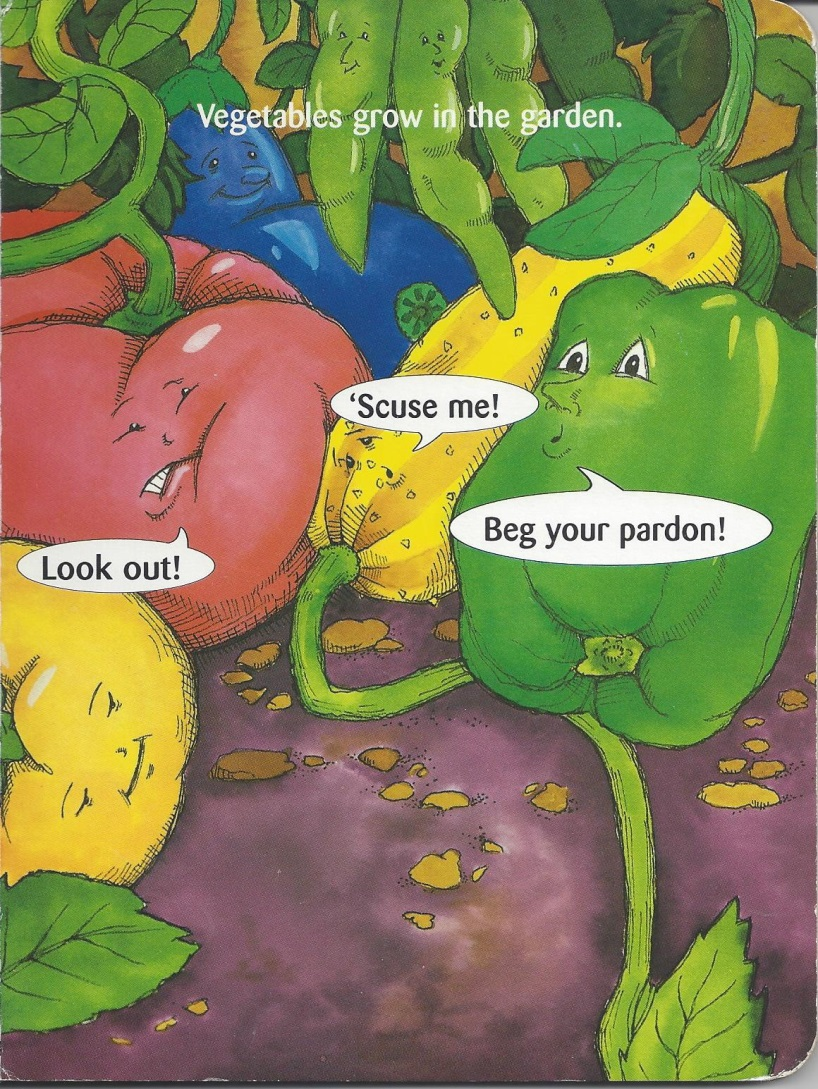 Vegetables grow in the garden.
‘Scuse me!
Beg your pardon!
Look out!